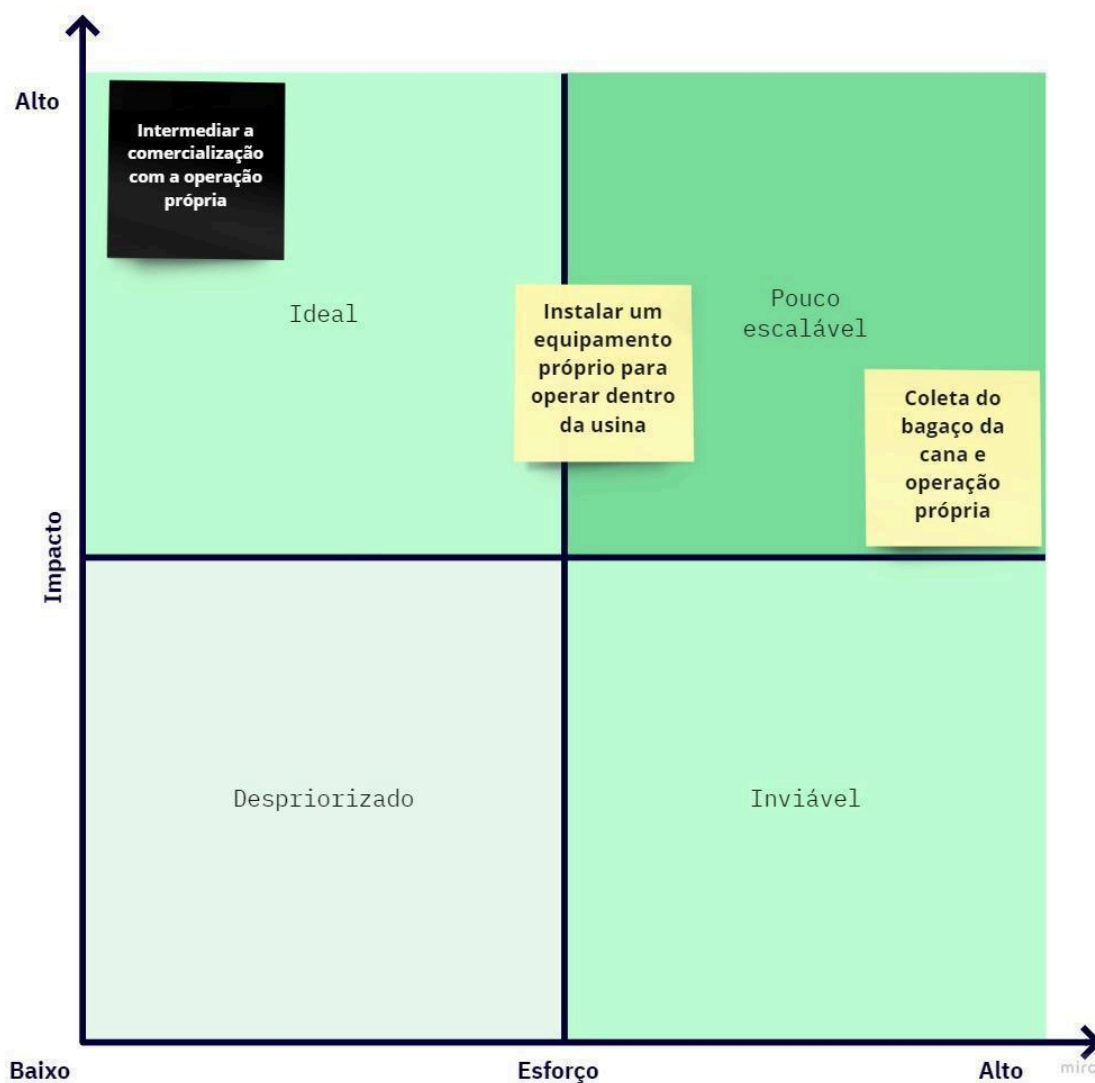 Alto
Intermediar a
comercialização
com a operação
própria
Ideal
Pouco
escalável
Instalar um
equipamento
próprio para
operar dentro
da usina
Coleta do
bagaço da
cana e
operação
própria
Impacto
Despriorizado
Inviável
Baixo
Esforço
Alto